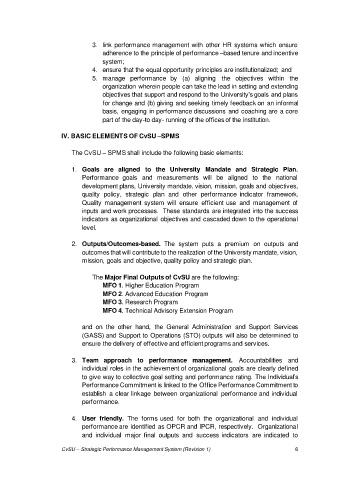 3. link performance management with other HR systems which ensure
adherence to the principle of performance –based tenure and incentive
system;
4. ensure that the equal opportunity principles are institutionalized; and
5. manage performance by (a) aligning the objectives within the
organization wherein people can take the lead in setting and extending
objectives that support and respond to the University's goals and plans
for change and (b) giving and seeking timely feedback on an informal
basis, engaging in performance discussions and coaching are a core
part of the day-to day- running of the offices of the institution.
IV. BASIC ELEMENTS OF CvSU –SPMS
The CvSU – SPMS shall include the following basic elements:
1. Goals are aligned to the University Mandate and Strategic Plan.
Performance goals and measurements will be aligned to the national
development plans, University mandate, vision, mission, goals and objectives,
quality policy, strategic plan and other performance indicator framework.
Quality management system will ensure efficient use and management of
inputs and work processes. These standards are integrated into the success
indicators as organizational objectives and cascaded down to the operational
level.
2. Outputs/Outcomes-based. The system puts a premium on outputs and
outcomes that will contribute to the realization of the University mandate, vision,
mission, goals and objective, quality policy and strategic plan.
The Major Final Outputs of CvSU are the following:
MFO 1. Higher Education Program
MFO 2. Advanced Education Program
MFO 3. Research Program
MFO 4. Technical Advisory Extension Program
and on the other hand, the General Administration and Support Services
(GASS) and Support to Operations (STO) outputs will also be determined to
ensure the delivery of effective and efficient programs and services.
3. Team approach to performance management. Accountabilities and
individual roles in the achievement of organizational goals are clearly defined
to give way to collective goal setting and performance rating. The Individual's
Performance Commitment is linked to the Office Performance Commitment to
establish a clear linkage between organizational performance and individual
performance.
4. User friendly. The forms used for both the organizational and individual
performance are identified as OPCR and IPCR, respectively. Organizational
and individual major final outputs and success indicators are indicated to
CvSU – Strategic Performance Management System (Revision 1) 6